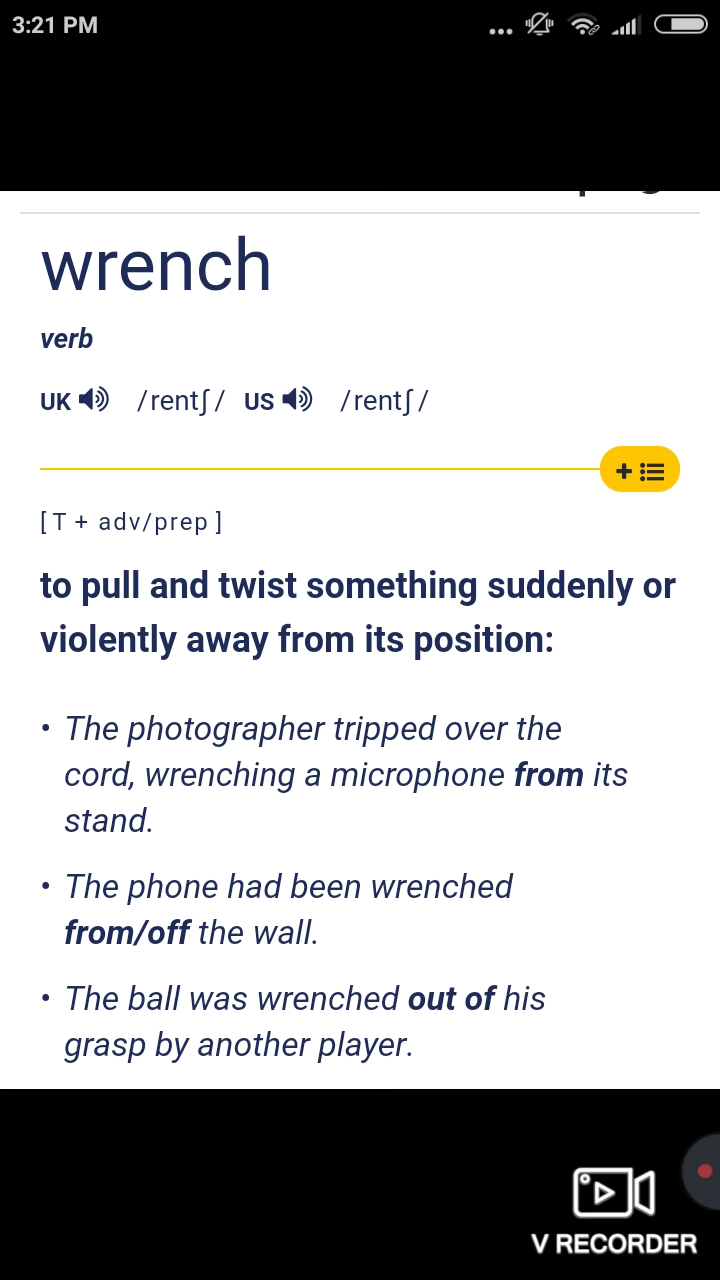 3:21 PM
wrench
verb
UK /rentʃ/ US /rentʃ/
[ T + adv/prep ]
to pull and twist something suddenly or
violently away from its position:
• The photographer tripped over the
cord, wrenching a microphone from its
stand.
• The phone had been wrenched
from/off the wall.
• The ball was wrenched out of his
grasp by another player.
V RECORDER